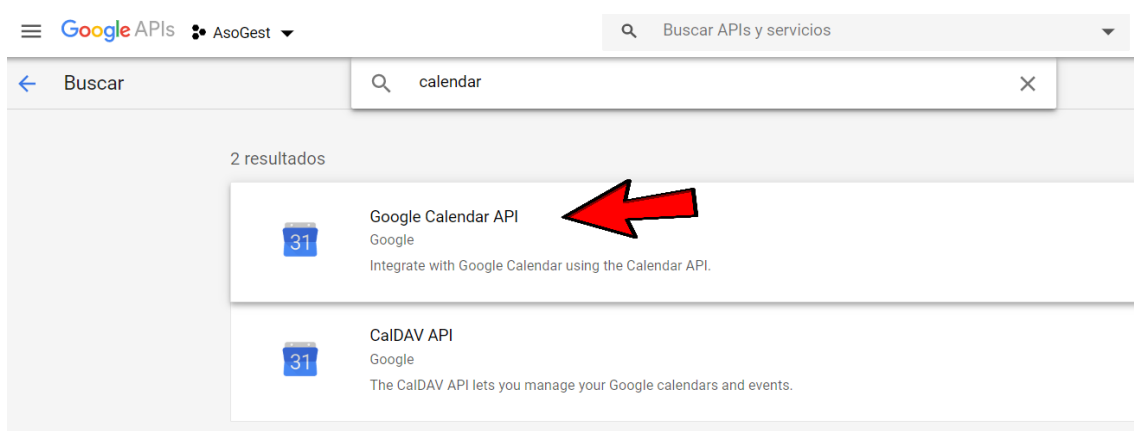 Google APIs AsoGest Buscar APIs y servicios
Buscar calendar
2 resultados
31
Google Calendar API
Google
Integrate with Google Calendar using the Calendar API.
31
CalDAV API
Google
The CalDAV API lets you manage your Google calendars and events.